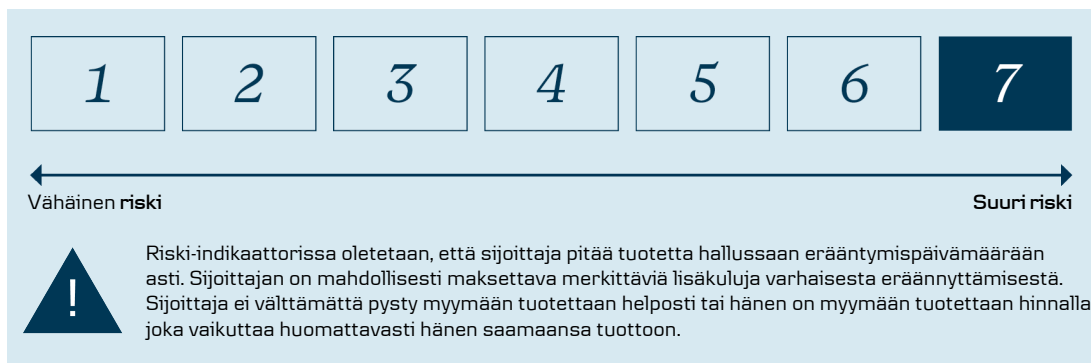 1 2 3 4 5 6 7
Vähäinen riski Suuri riski
Riski-indikaattorissa oletetaan, että sijoittaja pitää tuotetta hallussaan erääntymispäivämäärään
! asti. Sijoittajan on mahdollisesti maksettava merkittäviä lisäkuluja varhaisesta eräännyttämisestä.
Sijoittaja ei välttämättä pysty myymään tuotettaan helposti tai hänen on myymään tuotettaan hinnalla
joka vaikuttaa huomattavasti hänen saamaansa tuottoon.